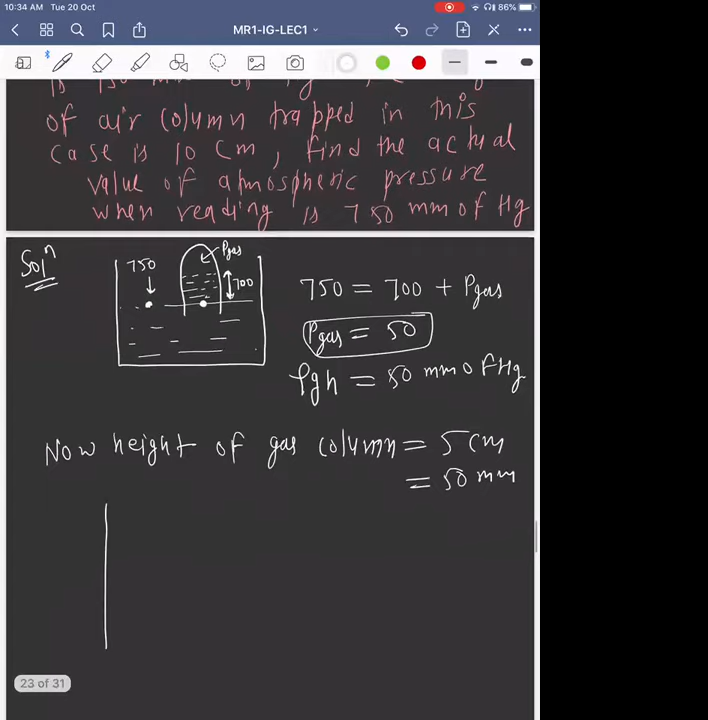 10:34 AM Tue 20 Oct
86%
MR1-IG-LEC1
of air column trapped in this
case is 10 cm, find the actual
value of atmospheric pressure
when reading is 750 mm of Hg
Solⁿ
750
Pgas
700
750 = 700 + Pgas
Pgas = 50
ρgh = 50 mm of Hg
Now height of gas column = 5 cm
= 50 mm
23 of 31